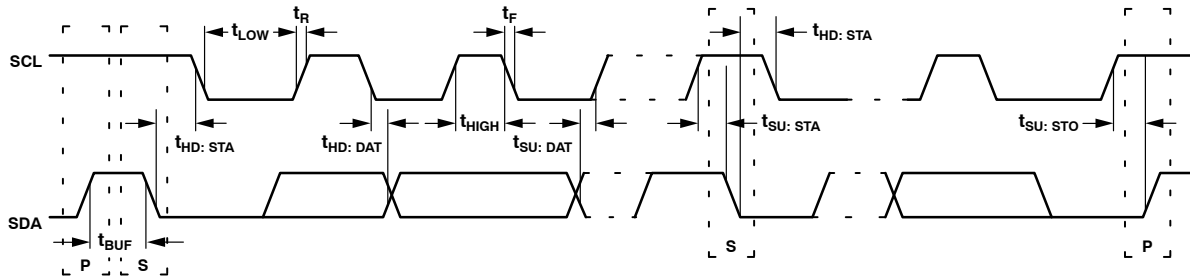 tR tF
tLOW tHD: STA
SCL
tHD: STA tHD: DAT tHIGH tSU: DAT tSU: STA tSU: STO
SDA
tBUF
P S S P